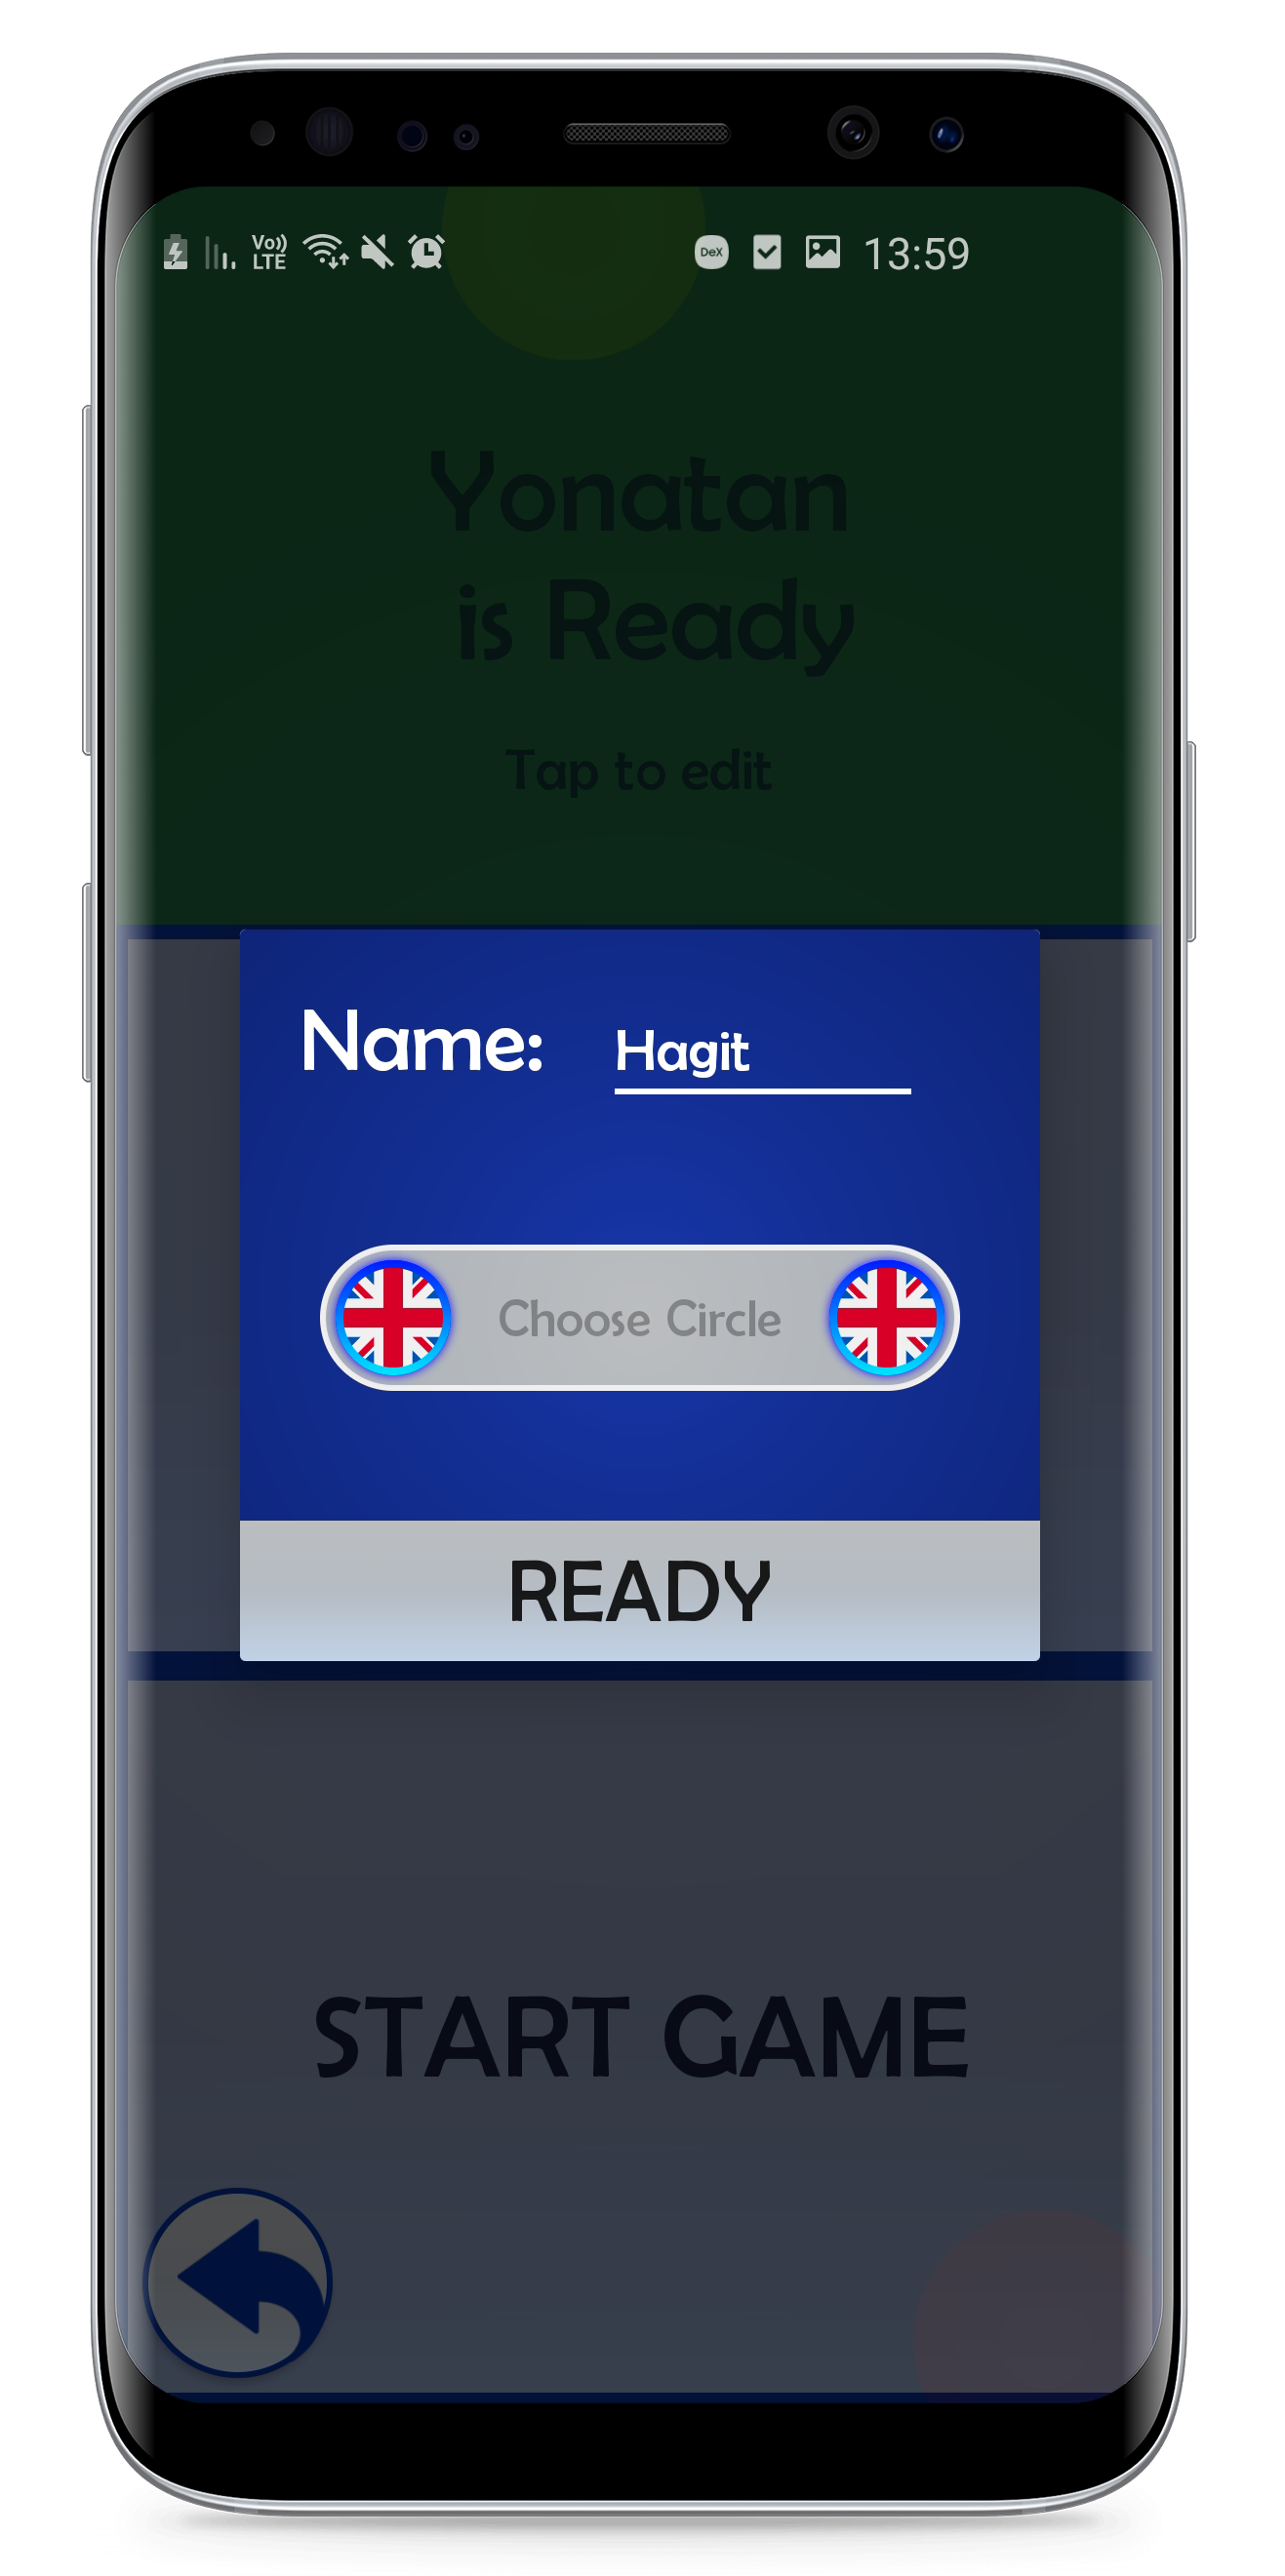 Vo)) LTE DeX 13:59
Yonatan
is Ready
Tap to edit
Name: Hagit
Choose Circle
READY
START GAME